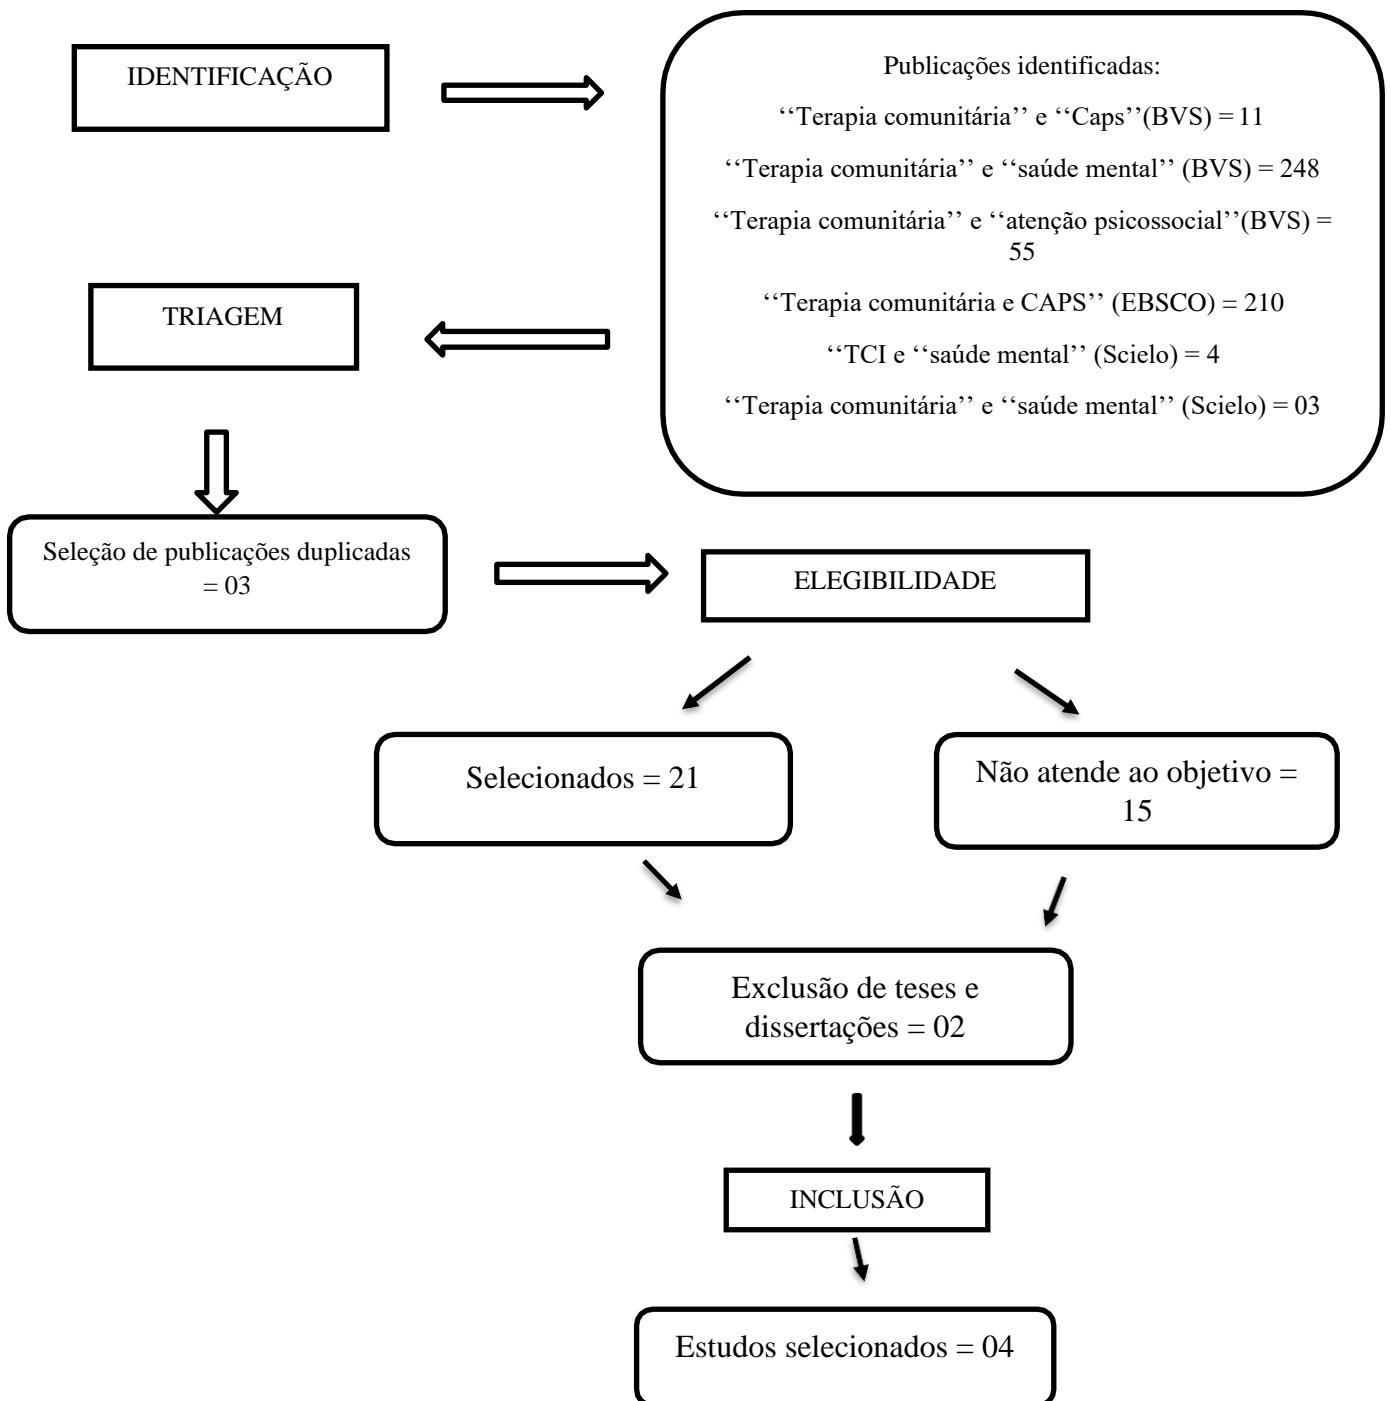 IDENTIFICAÇÃO
Publicações identificadas:
‘‘Terapia comunitária’’ e ‘‘Caps’’(BVS) = 11
‘‘Terapia comunitária’’ e ‘‘saúde mental’’ (BVS) = 248
‘‘Terapia comunitária’’ e ‘‘atenção psicossocial’’(BVS) =
55
‘‘Terapia comunitária e CAPS’’ (EBSCO) = 210
‘‘TCI e ‘‘saúde mental’’ (Scielo) = 4
‘‘Terapia comunitária’’ e ‘‘saúde mental’’ (Scielo) = 03
TRIAGEM
Seleção de publicações duplicadas
= 03
ELEGIBILIDADE
Selecionados = 21
Não atende ao objetivo =
15
Exclusão de teses e
dissertações = 02
INCLUSÃO
Estudos selecionados = 04